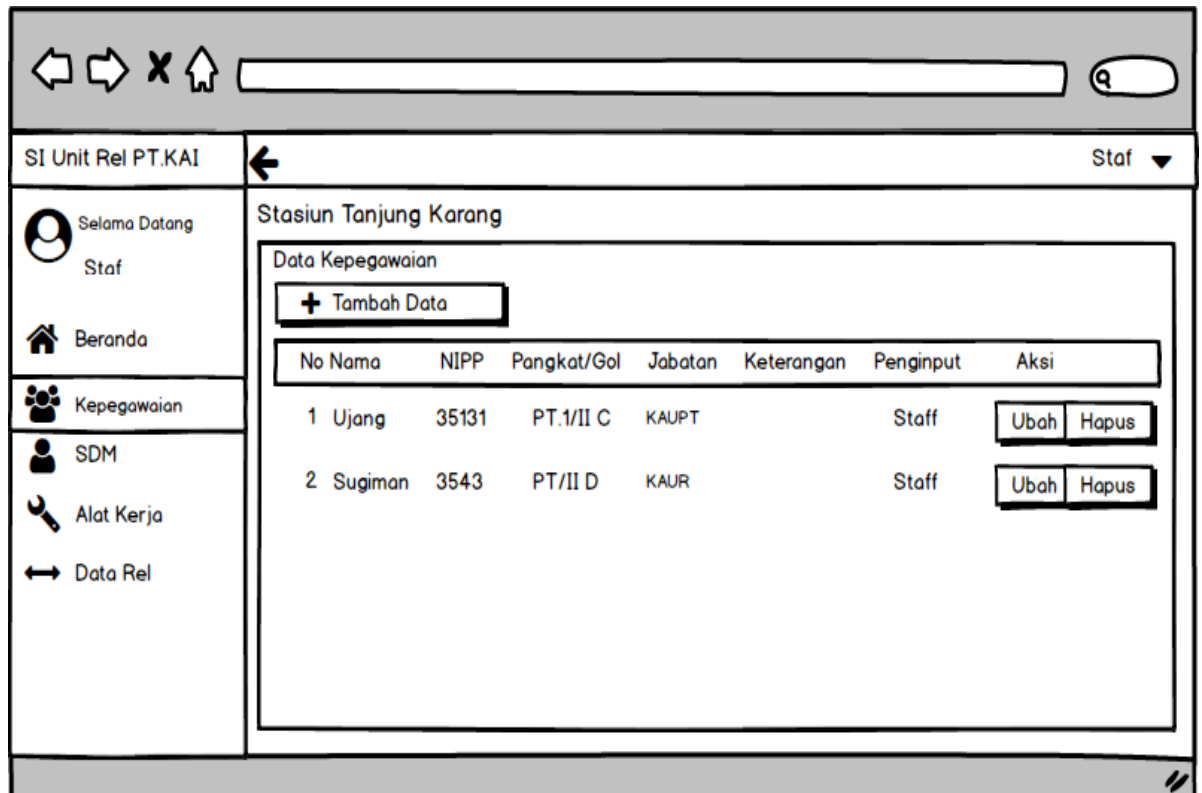 SI Unit Rel PT.KAI
Staf
Selama Datang
Staf
Beranda
Kepegawaian
SDM
Alat Kerja
Data Rel
Stasiun Tanjung Karang
Data Kepegawaian
Tambah Data
No Nama NIPP Pangkat/Gol Jabatan Keterangan Penginput Aksi
1 Ujang 35131 PT.1/II C KAUPT Staff Ubah Hapus
2 Sugiman 3543 PT/II D KAUR Staff Ubah Hapus